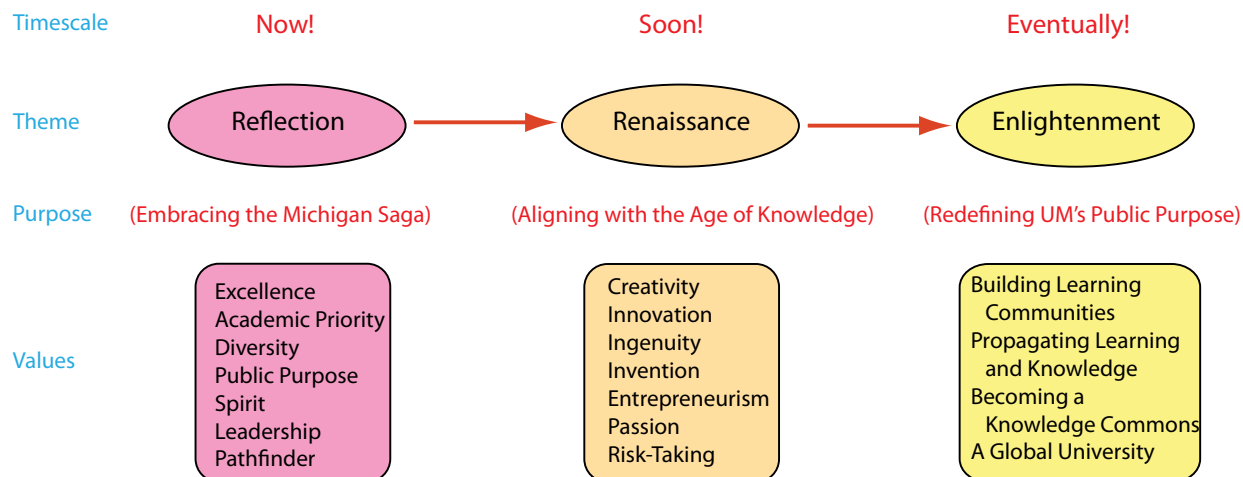 Timescale Now! Soon! Eventually!
Theme Reflection Renaissance Enlightenment
Purpose (Embracing the Michigan Saga) (Aligning with the Age of Knowledge) (Redefining UM's Public Purpose)
Values
Excellence
Academic Priority
Diversity
Public Purpose
Spirit
Leadership
Pathfinder
Creativity
Innovation
Ingenuity
Invention
Entrepreneurism
Passion
Risk-Taking
Building Learning
Communities
Propagating Learning
and Knowledge
Becoming a
Knowledge Commons
A Global University